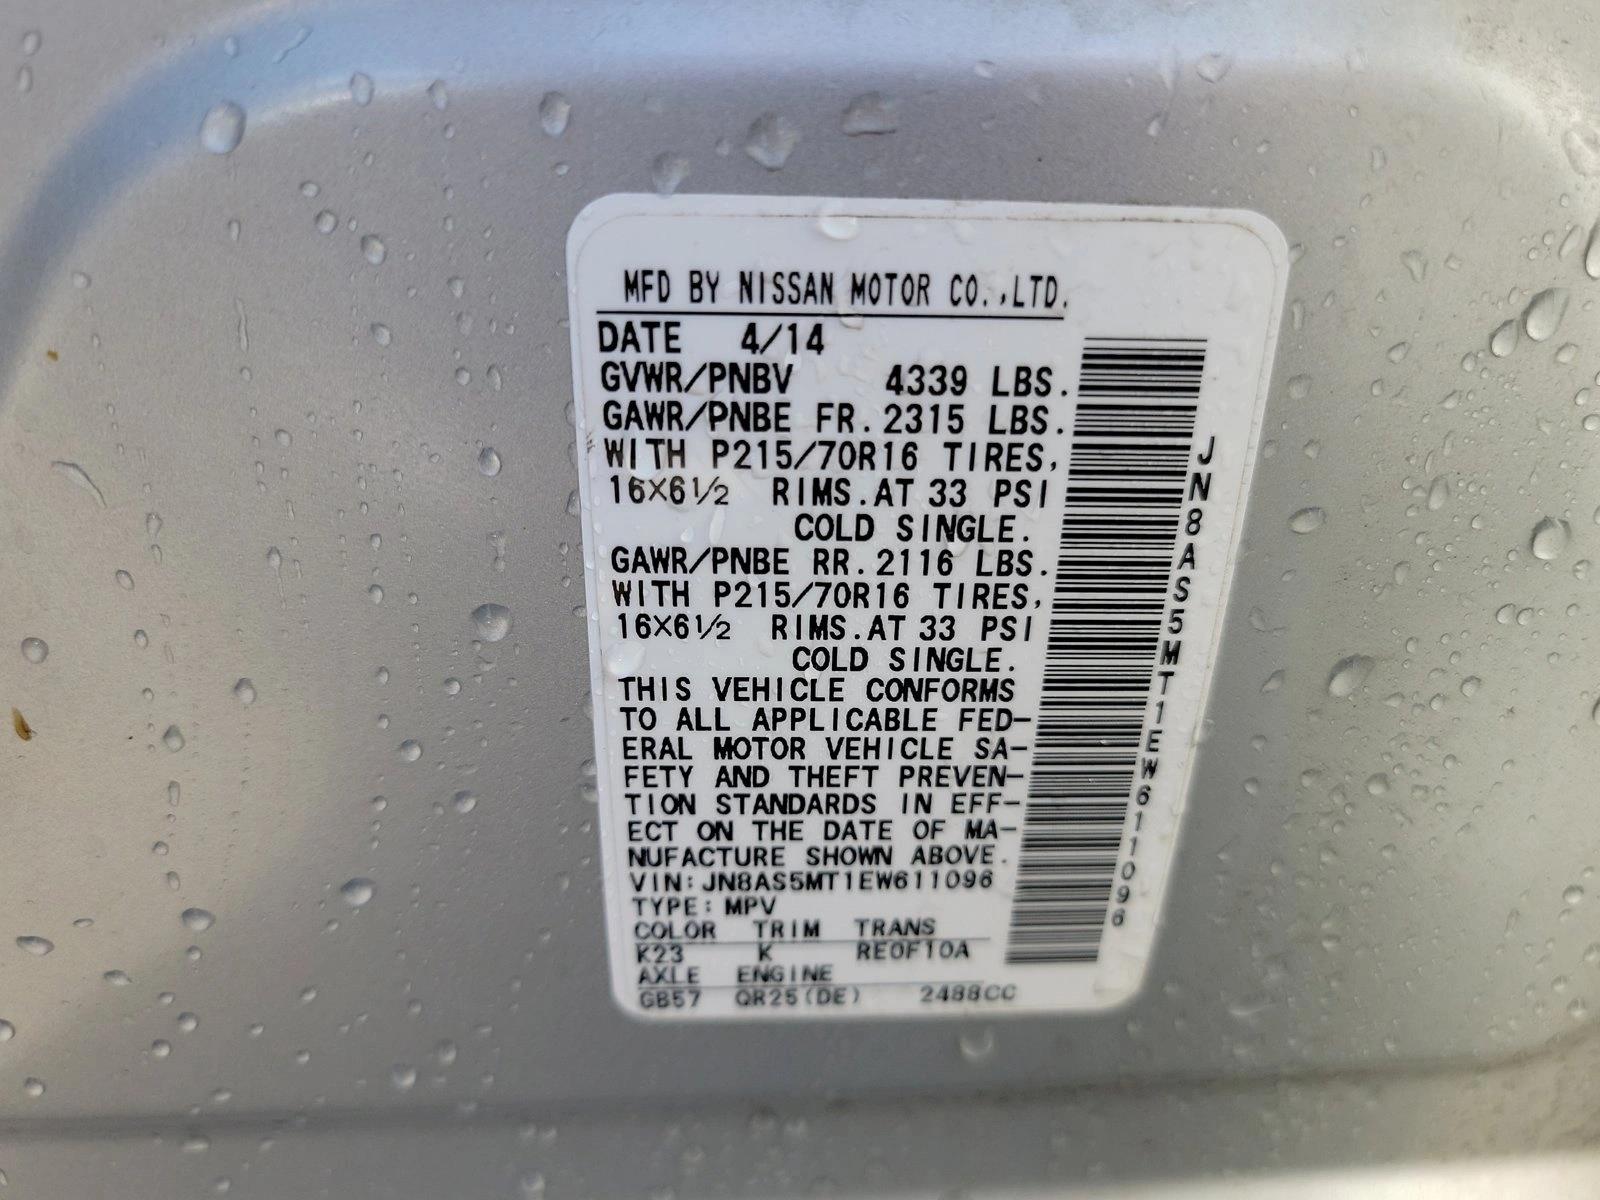 MFD BY NISSAN MOTOR CO.,LTD.
DATE 4/14
GVWR/PNBV 4339 LBS.
GAWR/PNBE FR. 2315 LBS.
WITH P215/70R16 TIRES,
16X6½ RIMS. AT 33 PSI
COLD SINGLE.
GAWR/PNBE RR. 2116 LBS.
WITH P215/70R16 TIRES,
16X6½ RIMS. AT 33 PSI
COLD SINGLE.
THIS VEHICLE CONFORMS
TO ALL APPLICABLE FED-
ERAL MOTOR VEHICLE SA-
FETY AND THEFT PREVEN-
TION STANDARDS IN EFF-
ECT ON THE DATE OF MA-
NUFACTURE SHOWN ABOVE.
VIN: JN8AS5MT1EW611096
TYPE: MPV
COLOR TRIM TRANS
K23 K RE0F10A
AXLE ENGINE
GB57 QR25(DE) 2488CC
JN8AS5MT1EW611096